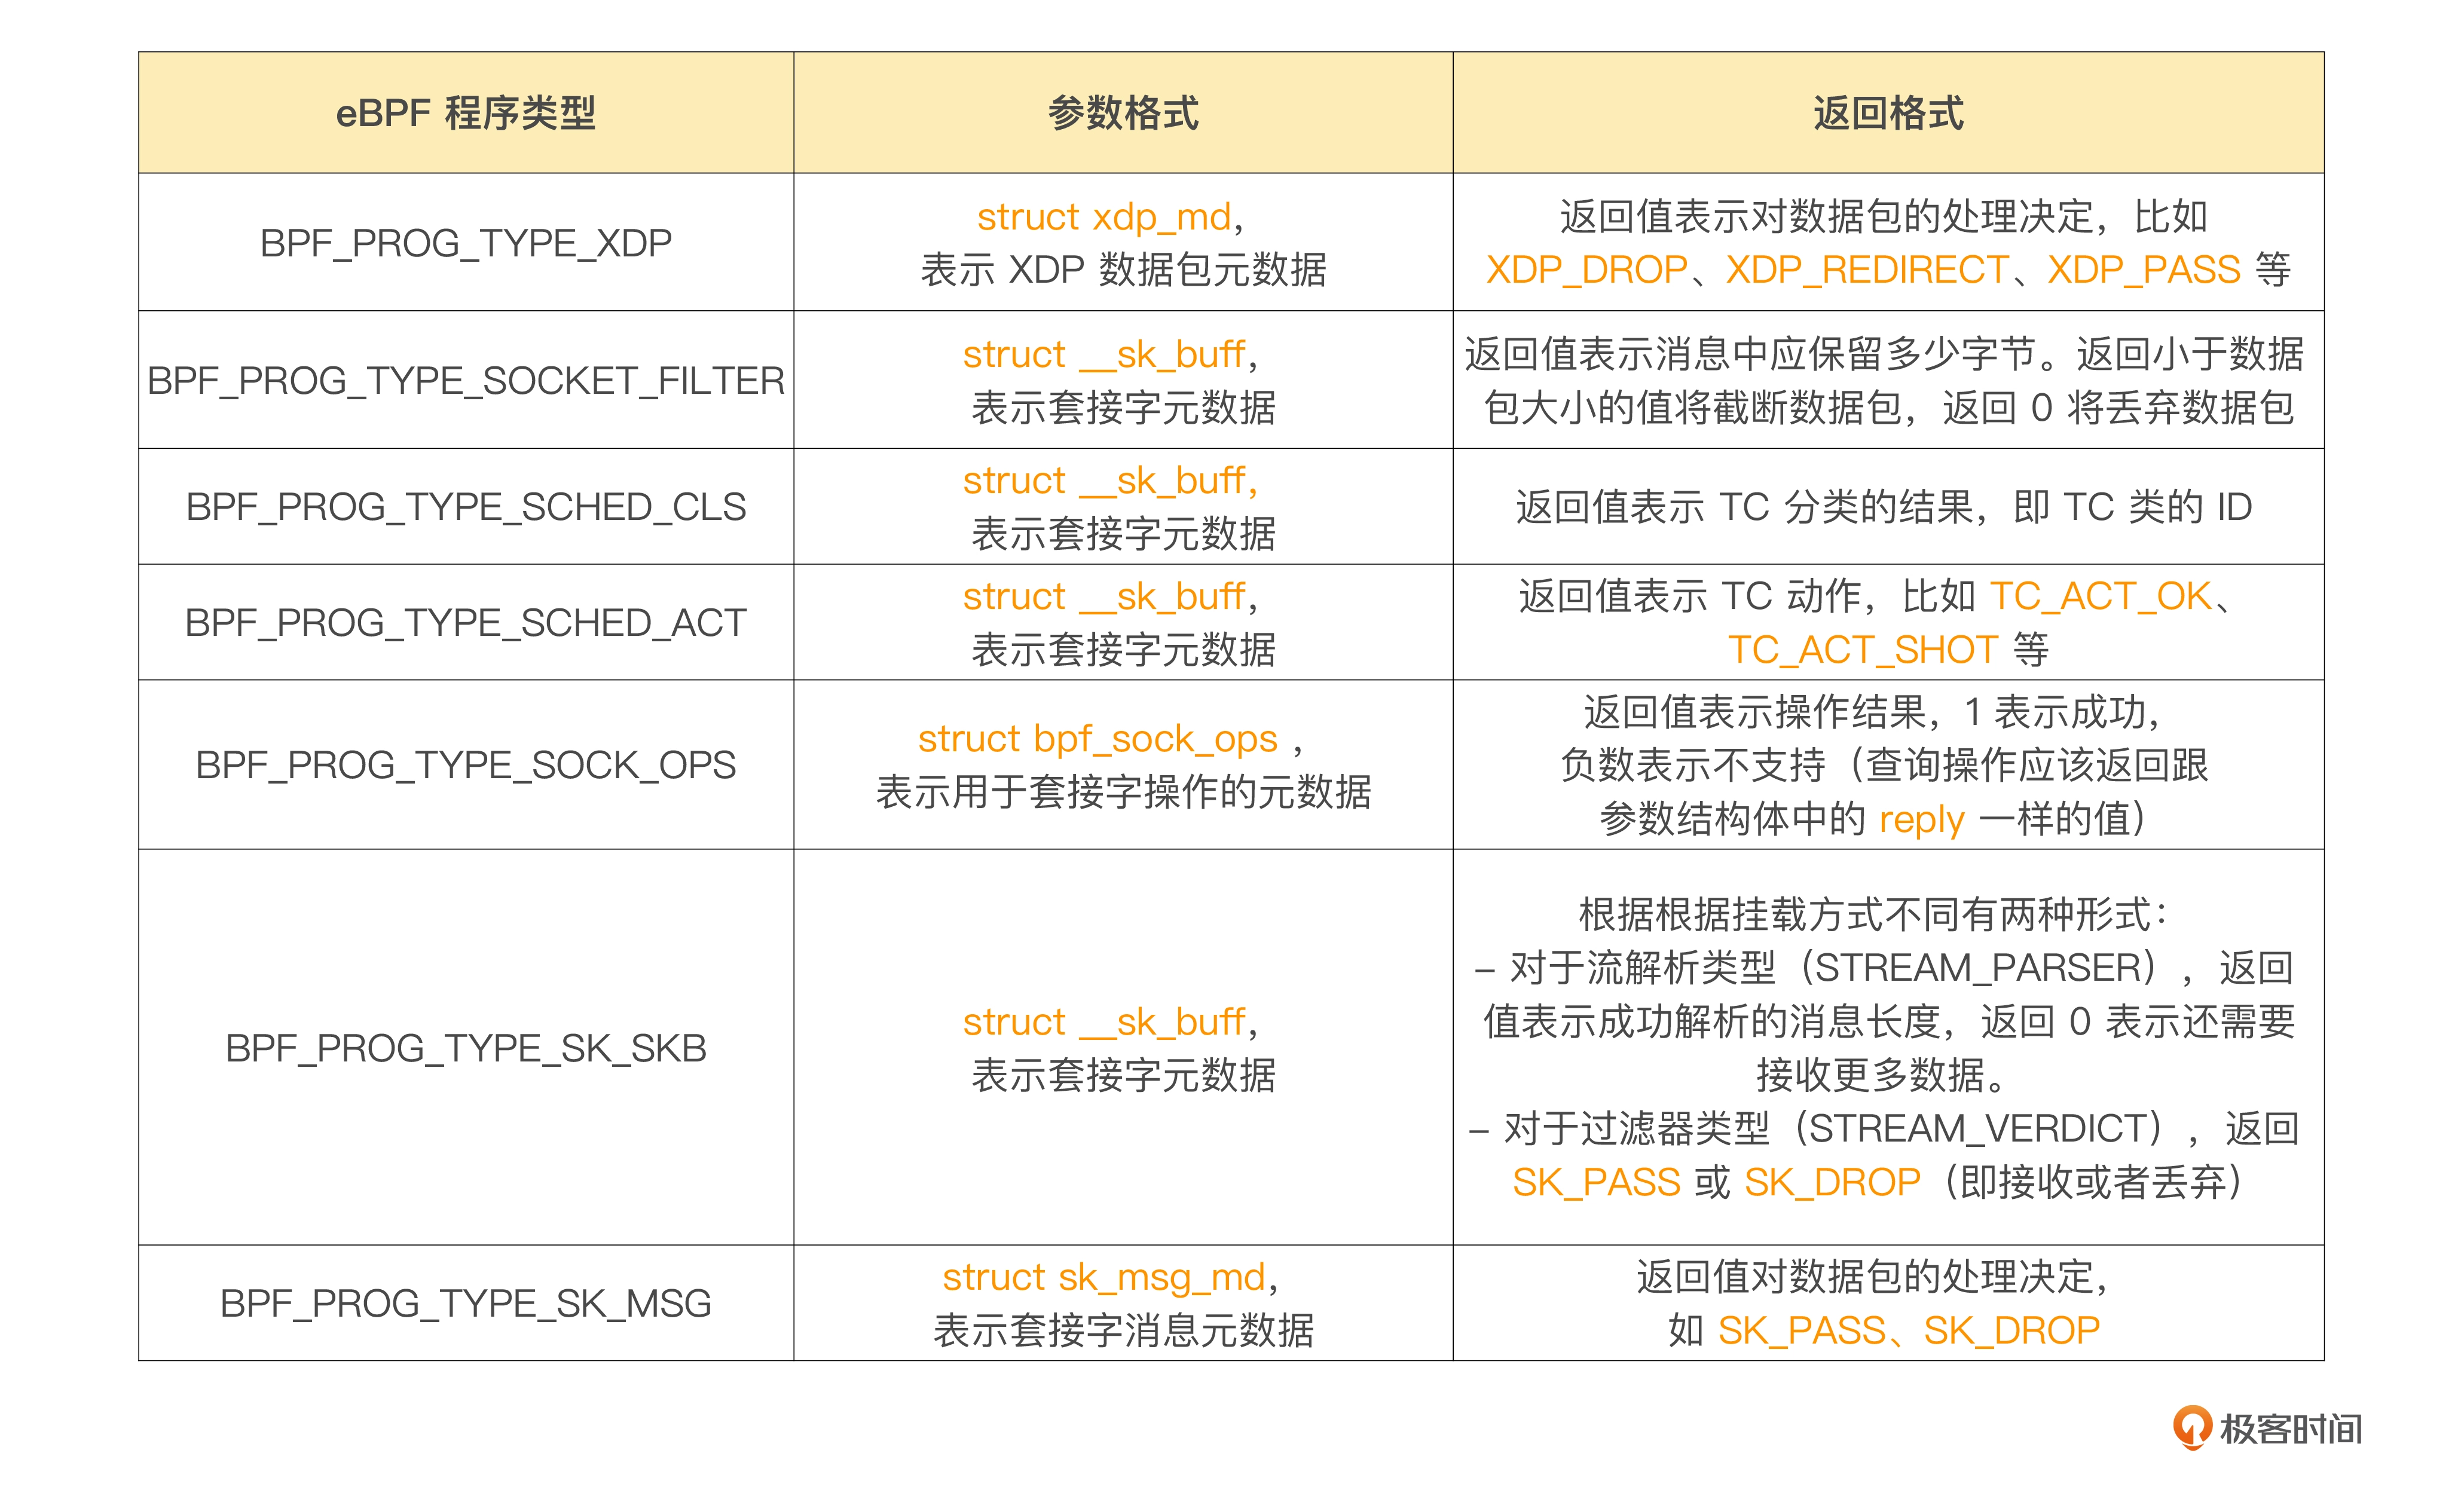 eBPF 程序类型
参数格式
返回格式
BPF_PROG_TYPE_XDP
struct xdp_md,
表示 XDP 数据包元数据
返回值表示对数据包的处理决定，比如
XDP_DROP、XDP_REDIRECT、XDP_PASS 等
BPF_PROG_TYPE_SOCKET_FILTER
struct __sk_buff,
表示套接字元数据
返回值表示消息中应保留多少字节。返回小于数据
包大小的值将截断数据包，返回 0 将丢弃数据包
BPF_PROG_TYPE_SCHED_CLS
struct __sk_buff,
表示套接字元数据
返回值表示 TC 分类的结果，即 TC 类的 ID
BPF_PROG_TYPE_SCHED_ACT
struct __sk_buff,
表示套接字元数据
返回值表示 TC 动作，比如 TC_ACT_OK、
TC_ACT_SHOT 等
BPF_PROG_TYPE_SOCK_OPS
struct bpf_sock_ops ，
表示用于套接字操作的元数据
返回值表示操作结果，1 表示成功，
负数表示不支持（查询操作应该返回跟
参数结构体中的 reply 一样的值）
BPF_PROG_TYPE_SK_SKB
struct __sk_buff,
表示套接字元数据
根据根据挂载方式不同有两种形式：
– 对于流解析类型（STREAM_PARSER），返回
值表示成功解析的消息长度，返回 0 表示还需要
接收更多数据。
– 对于过滤器类型（STREAM_VERDICT），返回
SK_PASS 或 SK_DROP（即接收或者丢弃）
BPF_PROG_TYPE_SK_MSG
struct sk_msg_md,
表示套接字消息元数据
返回值对数据包的处理决定，
如 SK_PASS、SK_DROP
极客时间